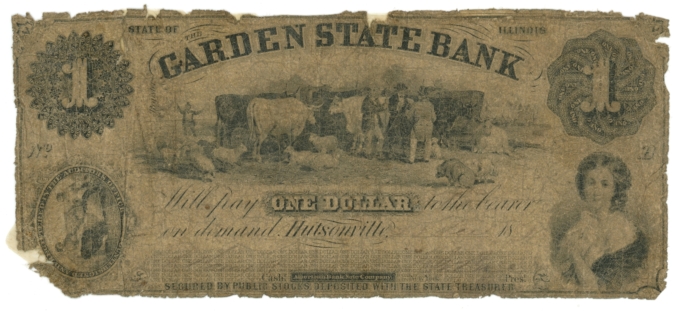 STATE OF ILLINOIS
THE
GARDEN STATE BANK
1 1
Will pay ONE DOLLAR to the bearer
on demand Hutsonville 18
Cash. American Bank Note Company Pres.
SECURED BY PUBLIC STOCKS DEPOSITED WITH THE STATE TREASURER